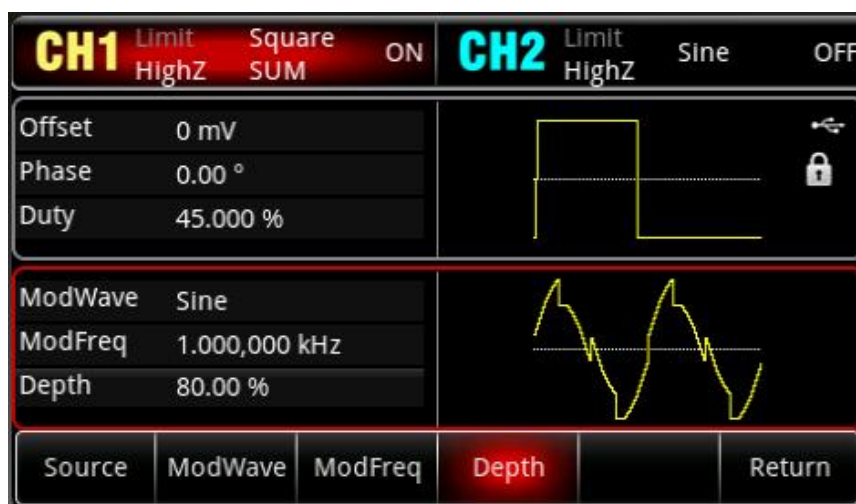 CH1 Limit Square ON CH2 Limit Sine OFF
HighZ SUM HighZ
Offset 0 mV
Phase 0.00 °
Duty 45.000 %
ModWave Sine
ModFreq 1.000,000 kHz
Depth 80.00 %
Source ModWave ModFreq Depth Return